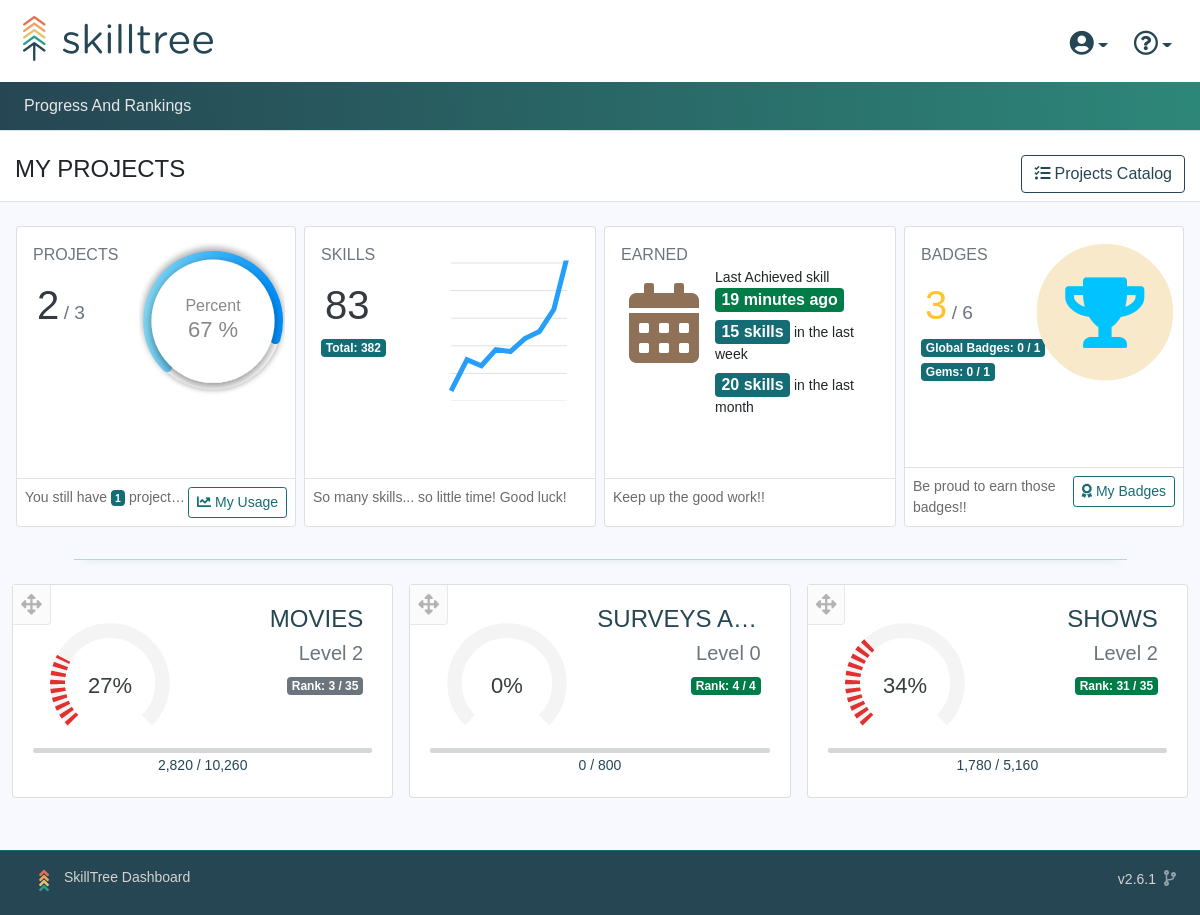 skilltree
Progress And Rankings
MY PROJECTS
Projects Catalog
PROJECTS
2 / 3
Percent
67 %
You still have 1 project…
My Usage
SKILLS
83
Total: 382
So many skills... so little time! Good luck!
EARNED
Last Achieved skill
19 minutes ago
15 skills in the last
week
20 skills in the last
month
Keep up the good work!!
BADGES
3 / 6
Global Badges: 0 / 1
Gems: 0 / 1
Be proud to earn those
badges!!
My Badges
MOVIES
Level 2
Rank: 3 / 35
27%
2,820 / 10,260
SURVEYS A…
Level 0
Rank: 4 / 4
0%
0 / 800
SHOWS
Level 2
Rank: 31 / 35
34%
1,780 / 5,160
SkillTree Dashboard
v2.6.1